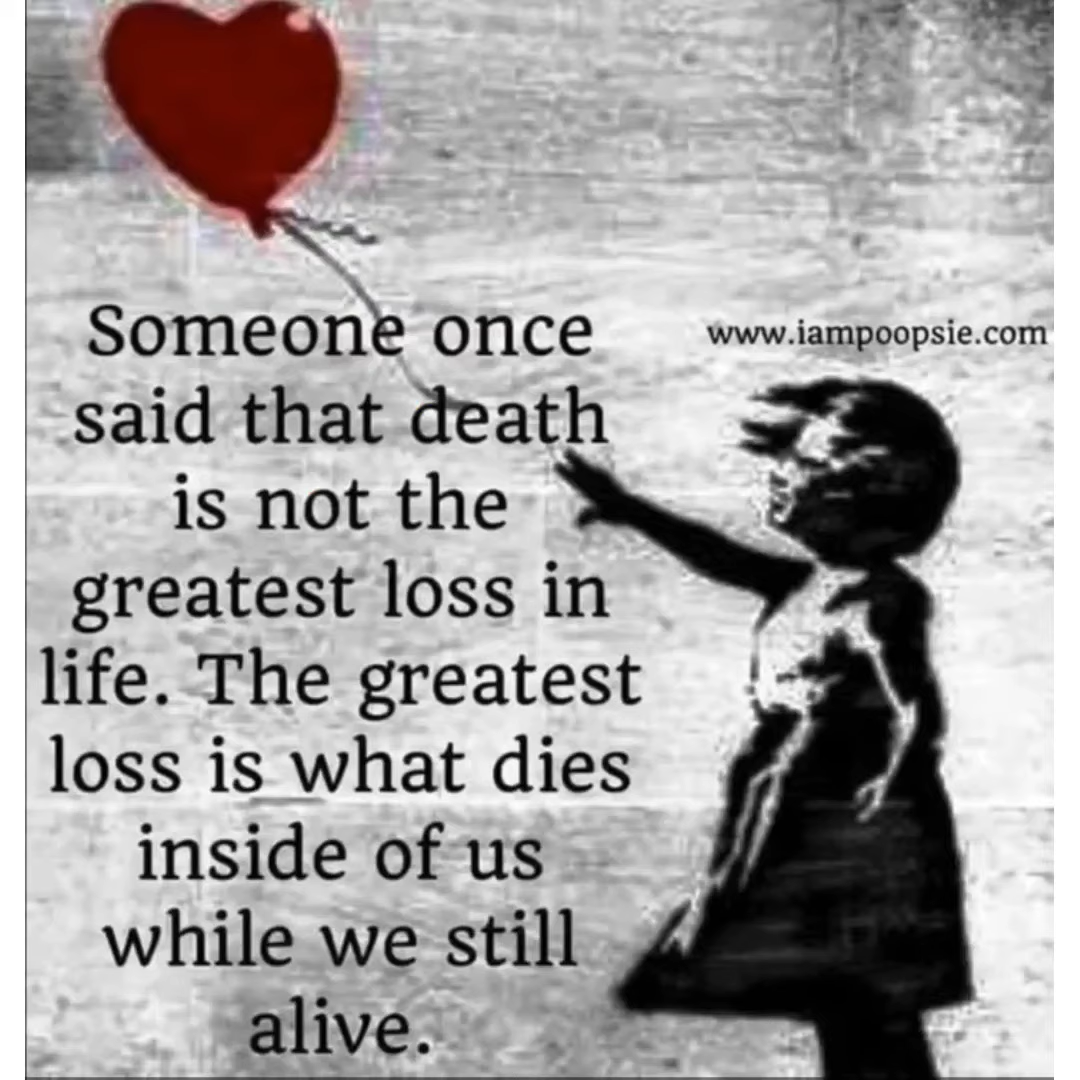 www.iampoopsie.com
Someone once
said that death
is not the
greatest loss in
life. The greatest
loss is what dies
inside of us
while we still
alive.